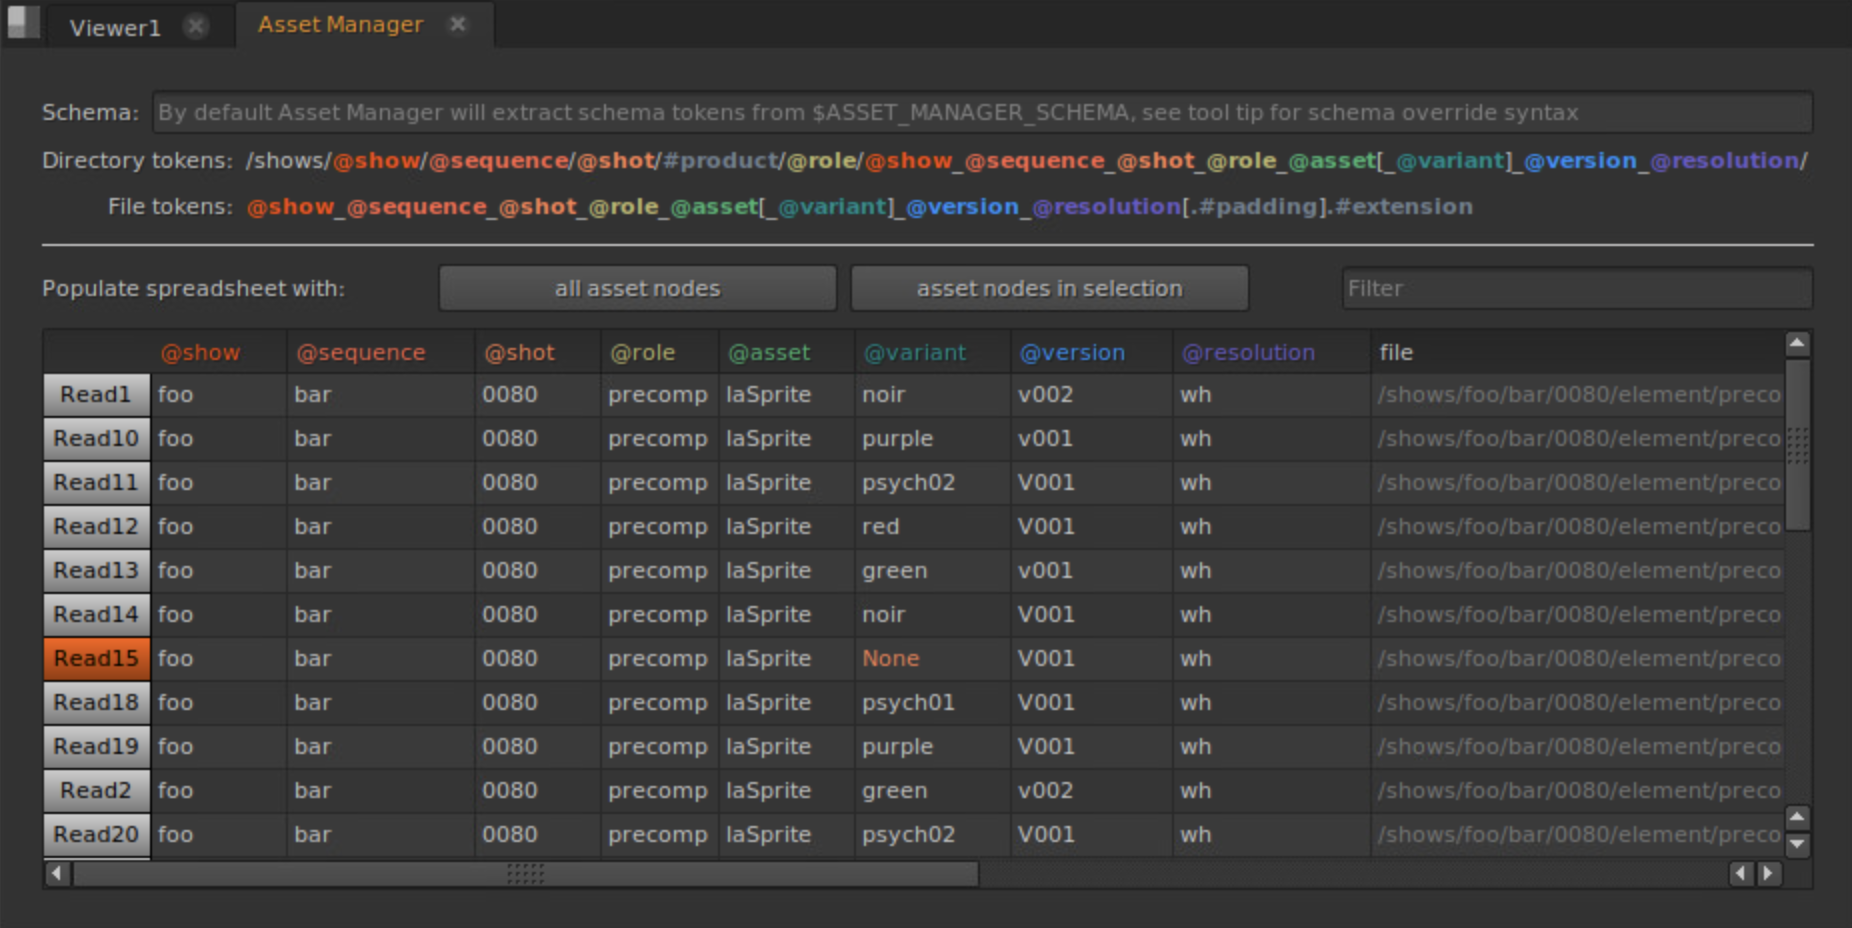 Viewer1 Asset Manager
Schema: By default Asset Manager will extract schema tokens from $ASSET_MANAGER_SCHEMA, see tool tip for schema override syntax
Directory tokens: /shows/@show/@sequence/@shot/#product/@role/@show_@sequence_@shot_@role_@asset[_@variant]_@version_@resolution/
File tokens: @show_@sequence_@shot_@role_@asset[_@variant]_@version_@resolution[.#padding].#extension
Populate spreadsheet with: all asset nodes asset nodes in selection Filter
@show @sequence @shot @role @asset @variant @version @resolution file
Read1 foo bar 0080 precomp laSprite noir v002 wh /shows/foo/bar/0080/element/preco
Read10 foo bar 0080 precomp laSprite purple v001 wh /shows/foo/bar/0080/element/preco
Read11 foo bar 0080 precomp laSprite psych02 V001 wh /shows/foo/bar/0080/element/preco
Read12 foo bar 0080 precomp laSprite red V001 wh /shows/foo/bar/0080/element/preco
Read13 foo bar 0080 precomp laSprite green v001 wh /shows/foo/bar/0080/element/preco
Read14 foo bar 0080 precomp laSprite noir V001 wh /shows/foo/bar/0080/element/preco
Read15 foo bar 0080 precomp laSprite None V001 wh /shows/foo/bar/0080/element/preco
Read18 foo bar 0080 precomp laSprite psych01 V001 wh /shows/foo/bar/0080/element/preco
Read19 foo bar 0080 precomp laSprite purple V001 wh /shows/foo/bar/0080/element/preco
Read2 foo bar 0080 precomp laSprite green v002 wh /shows/foo/bar/0080/element/preco
Read20 foo bar 0080 precomp laSprite psych02 V001 wh /shows/foo/bar/0080/element/preco